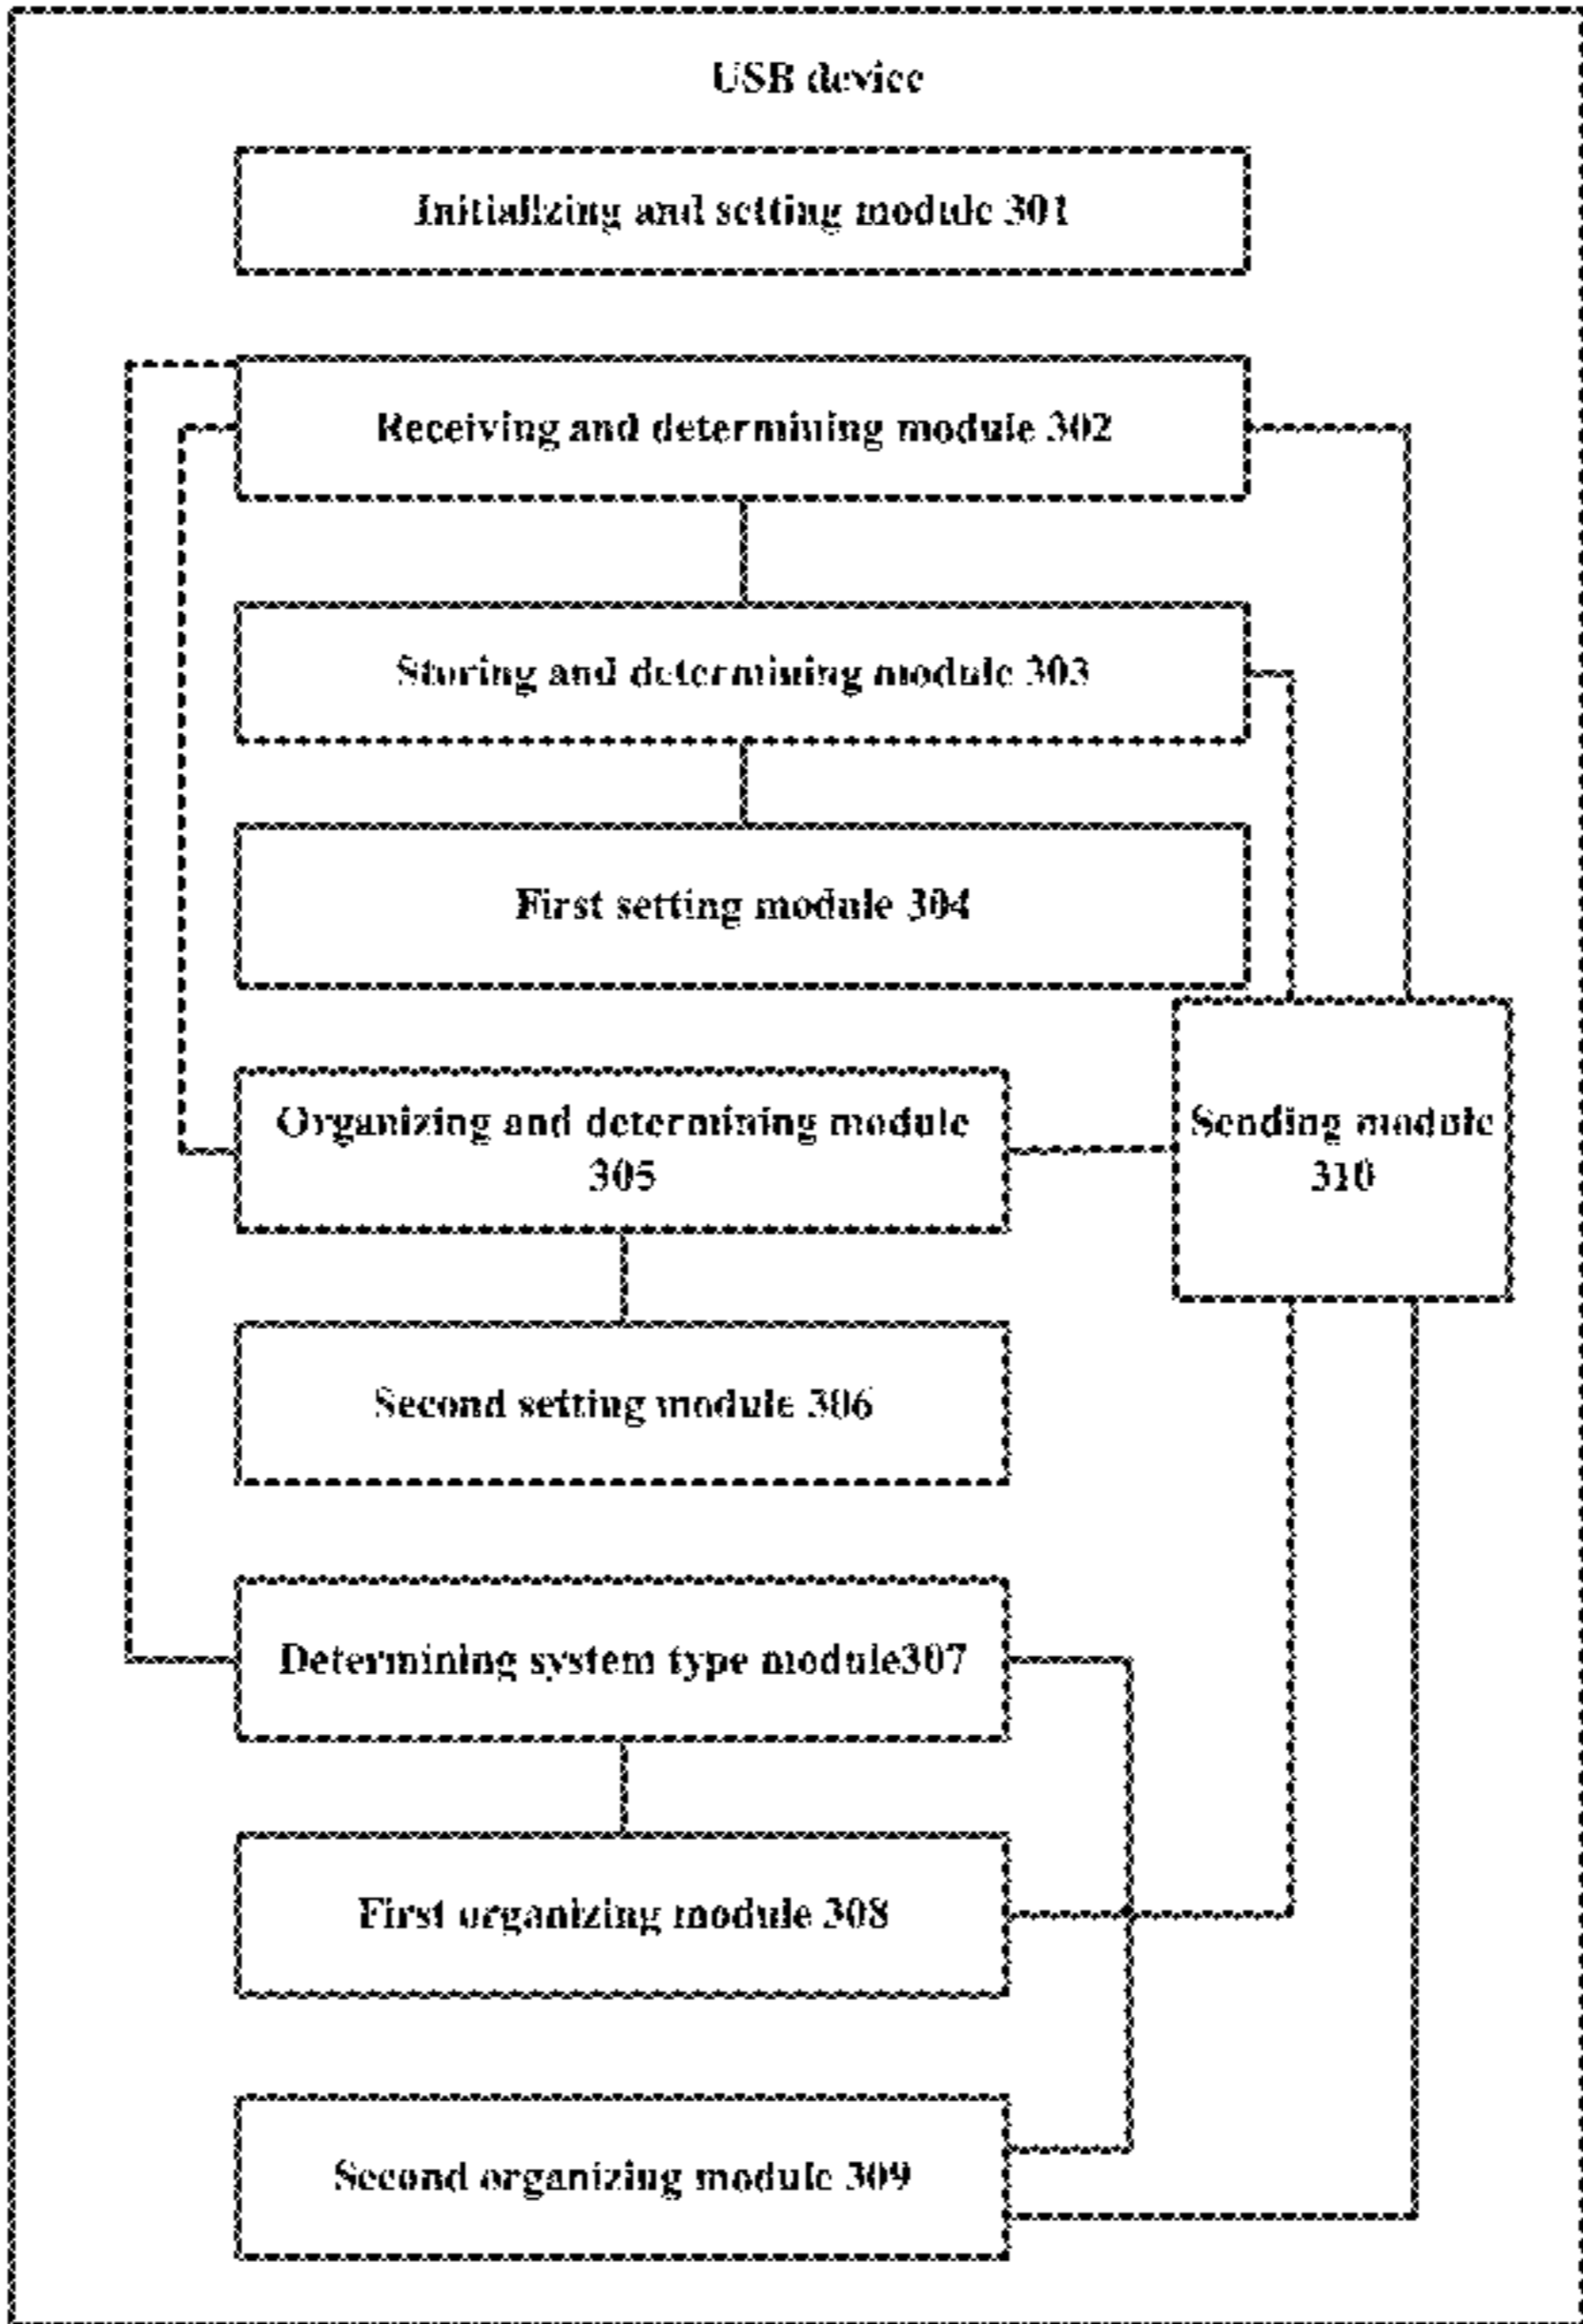 USB device
Initializing and setting module 301
Receiving and determining module 302
Storing and determining module 303
First setting module 304
Organizing and determining module
305
Sending module
310
Second setting module 306
Determining system type module307
First organizing module 308
Second organizing module 309